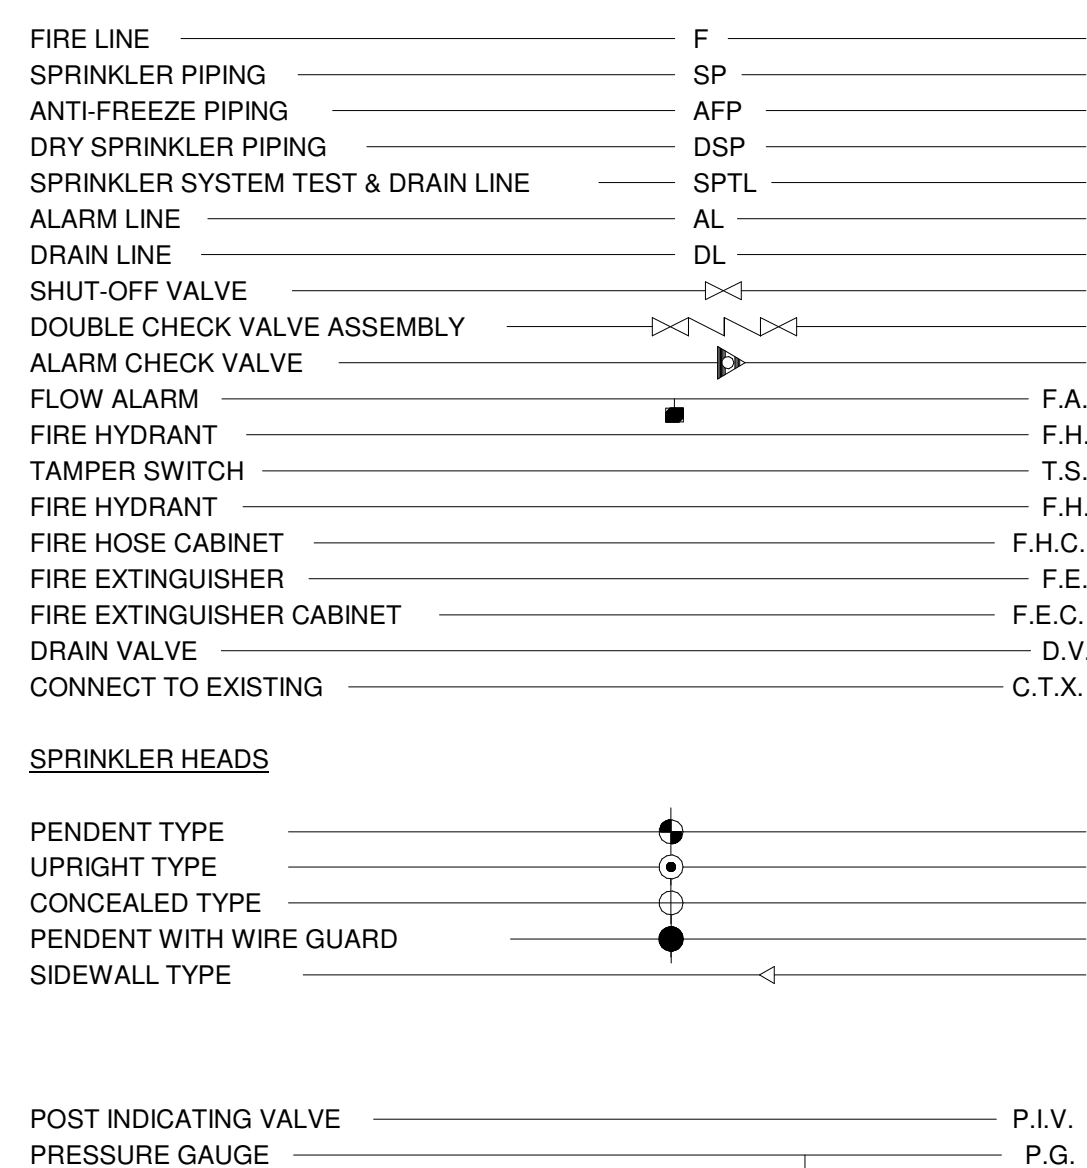 FIRE LINE F
SPRINKLER PIPING SP
ANTI-FREEZE PIPING AFP
DRY SPRINKLER PIPING DSP
SPRINKLER SYSTEM TEST & DRAIN LINE SPTL
ALARM LINE AL
DRAIN LINE DL
SHUT-OFF VALVE
DOUBLE CHECK VALVE ASSEMBLY
ALARM CHECK VALVE
FLOW ALARM F.A.
FIRE HYDRANT F.H.
TAMPER SWITCH T.S.
FIRE HYDRANT F.H.
FIRE HOSE CABINET F.H.C.
FIRE EXTINGUISHER F.E.
FIRE EXTINGUISHER CABINET F.E.C.
DRAIN VALVE D.V.
CONNECT TO EXISTING C.T.X.
SPRINKLER HEADS
PENDENT TYPE
UPRIGHT TYPE
CONCEALED TYPE
PENDENT WITH WIRE GUARD
SIDEWALL TYPE
POST INDICATING VALVE P.I.V.
PRESSURE GAUGE P.G.